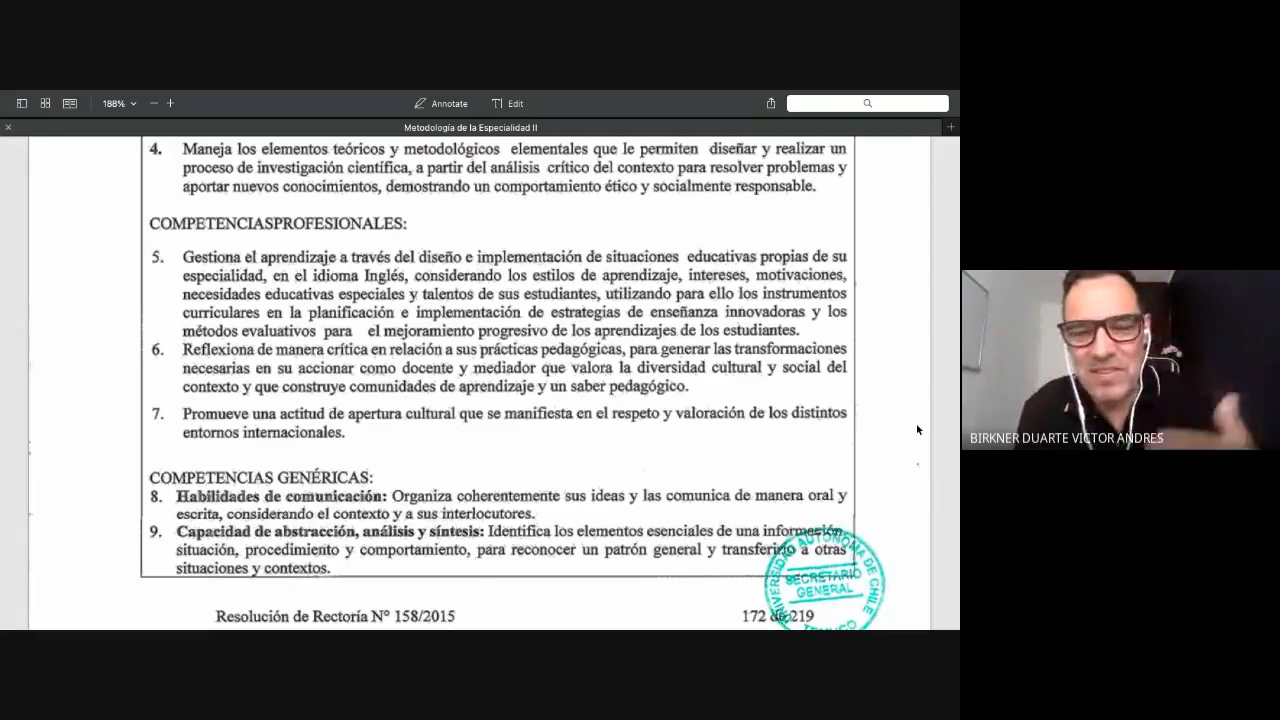 188%
Annotate
Edit
Metodología de la Especialidad II
4. Maneja los elementos teóricos y metodológicos elementales que le permiten diseñar y realizar un
proceso de investigación científica, a partir del análisis crítico del contexto para resolver problemas y
aportar nuevos conocimientos, demostrando un comportamiento ético y socialmente responsable.
COMPETENCIASPROFESIONALES:
5. Gestiona el aprendizaje a través del diseño e implementación de situaciones educativas propias de su
especialidad, en el idioma Inglés, considerando los estilos de aprendizaje, intereses, motivaciones,
necesidades educativas especiales y talentos de sus estudiantes, utilizando para ello los instrumentos
curriculares en la planificación e implementación de estrategias de enseñanza innovadoras y los
métodos evaluativos para el mejoramiento progresivo de los aprendizajes de los estudiantes.
6. Reflexiona de manera crítica en relación a sus prácticas pedagógicas, para generar las transformaciones
necesarias en su accionar como docente y mediador que valora la diversidad cultural y social del
contexto y que construye comunidades de aprendizaje y un saber pedagógico.
7. Promueve una actitud de apertura cultural que se manifiesta en el respeto y valoración de los distintos
entornos internacionales.
COMPETENCIAS GENÉRICAS:
8. Habilidades de comunicación: Organiza coherentemente sus ideas y las comunica de manera oral y
escrita, considerando el contexto y a sus interlocutores.
9. Capacidad de abstracción, análisis y síntesis: Identifica los elementos esenciales de una información,
situación, procedimiento y comportamiento, para reconocer un patrón general y transferirlo a otras
situaciones y contextos.
UNIVERSIDAD AUTONOMA DE CHILE
SECRETARIO
GENERAL
TEMUCO
Resolución de Rectoría N° 158/2015
172 de 219
BIRKNER DUARTE VICTOR ANDRES